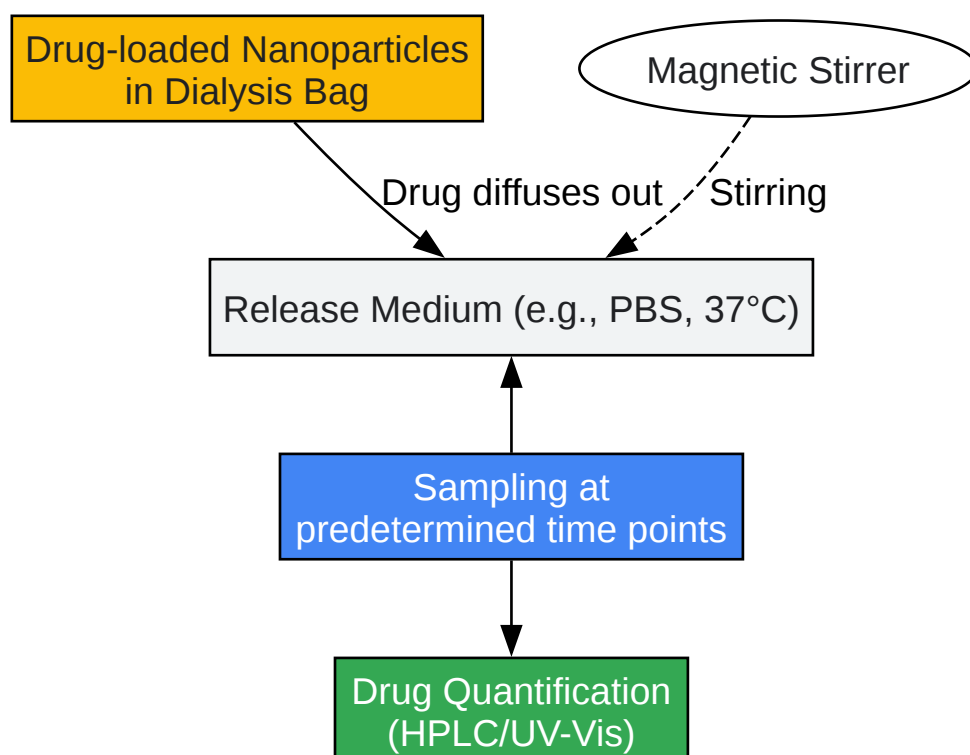 Drug-loaded Nanoparticles
in Dialysis Bag
Magnetic Stirrer
Drug diffuses out
Stirring
Release Medium (e.g., PBS, 37°C)
Sampling at
predetermined time points
Drug Quantification
(HPLC/UV-Vis)